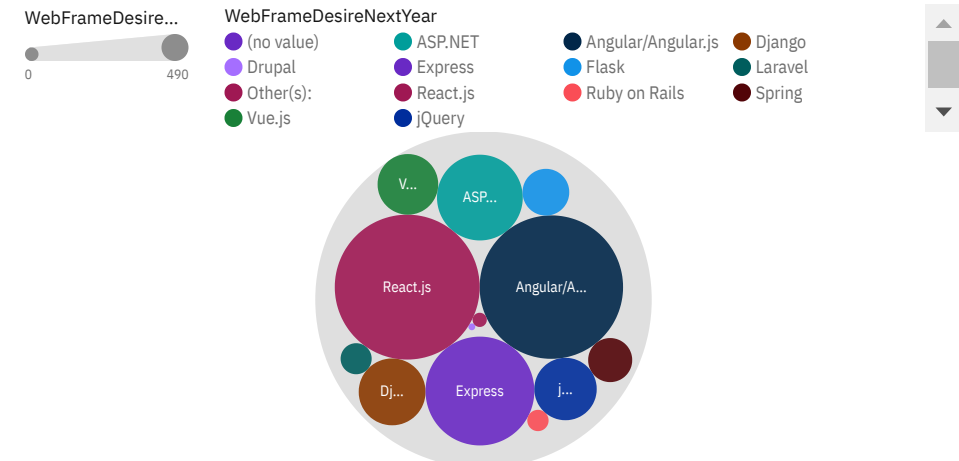 WebFrameDesire...
0 490
WebFrameDesireNextYear
(no value) ASP.NET Angular/Angular.js Django
Drupal Express Flask Laravel
Other(s): React.js Ruby on Rails Spring
Vue.js jQuery
V...
ASP...
React.js
Angular/A...
Dj...
Express
j...